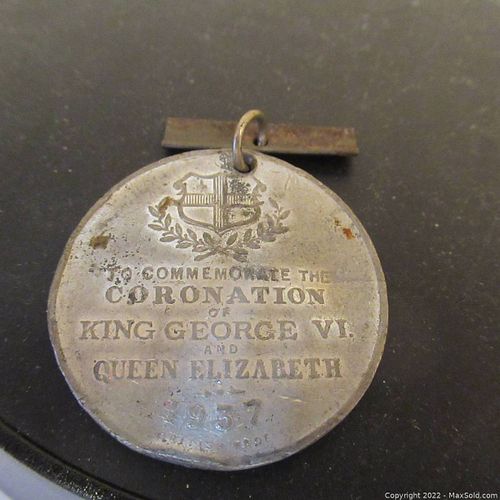 TO COMMEMORATE THE
CORONATION
OF
KING GEORGE VI.
AND
QUEEN ELIZABETH
1937
Copyright © 2022 - MaxSold.com